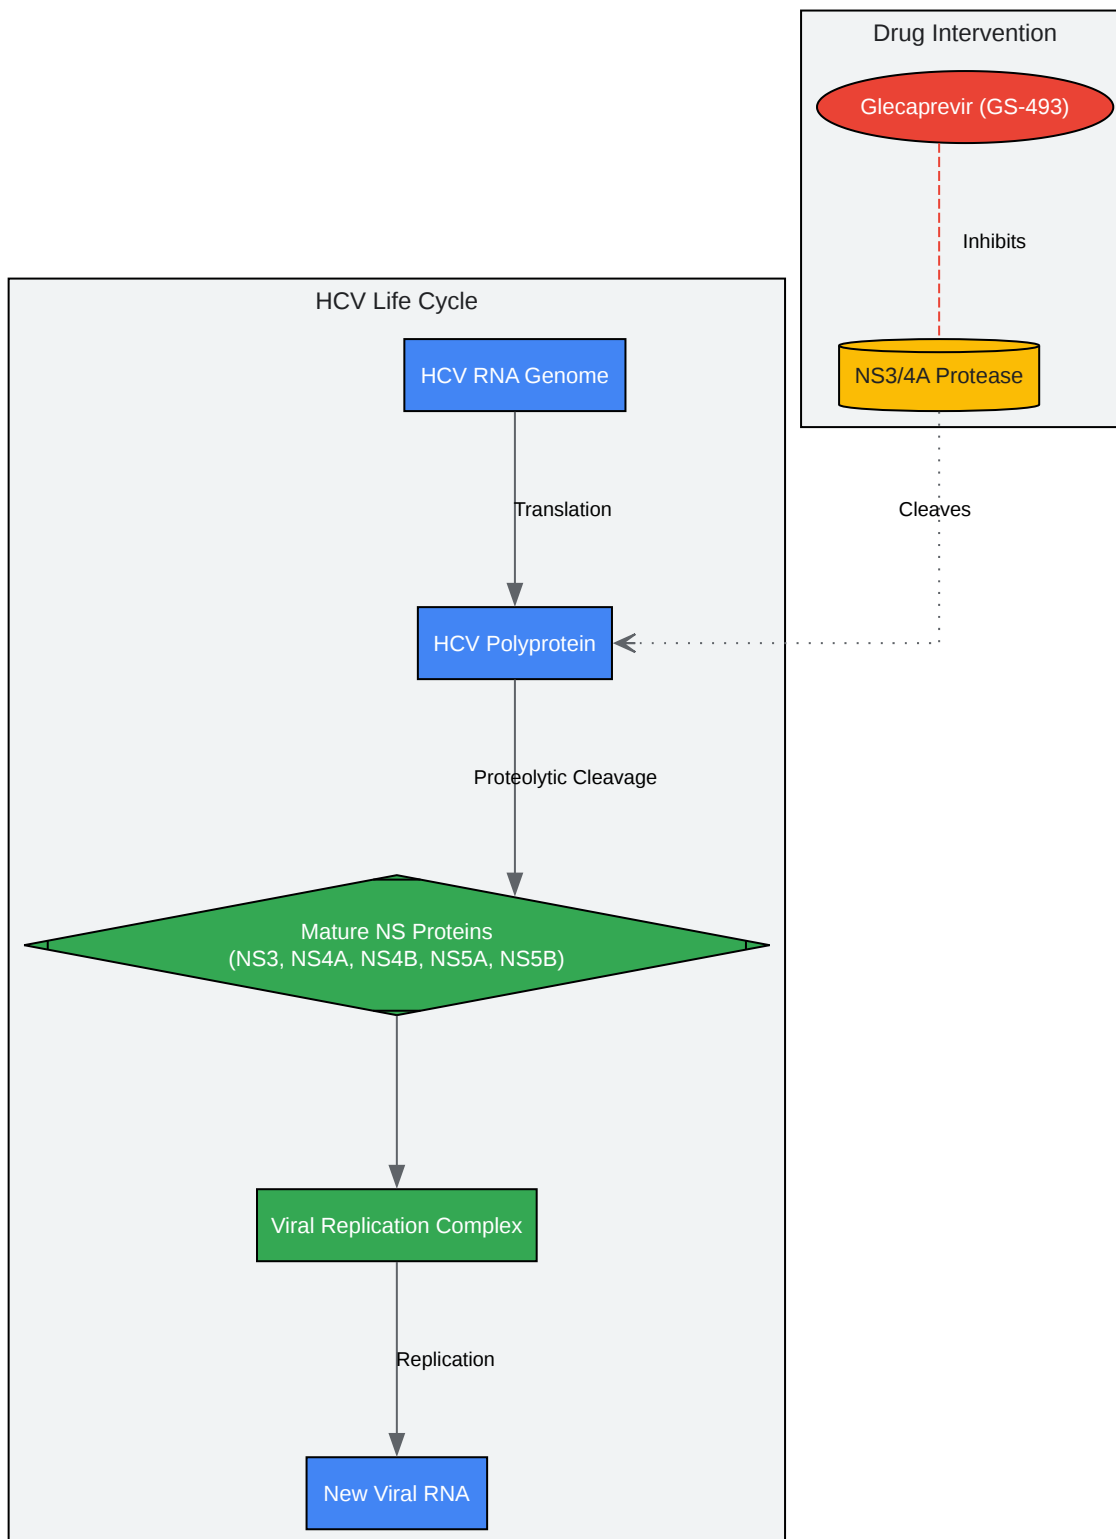 Drug Intervention
Glecaprevir (GS-493)
Inhibits
NS3/4A Protease
HCV Life Cycle
HCV RNA Genome
Translation
Cleaves
HCV Polyprotein
Proteolytic Cleavage
Mature NS Proteins
(NS3, NS4A, NS4B, NS5A, NS5B)
Viral Replication Complex
Replication
New Viral RNA